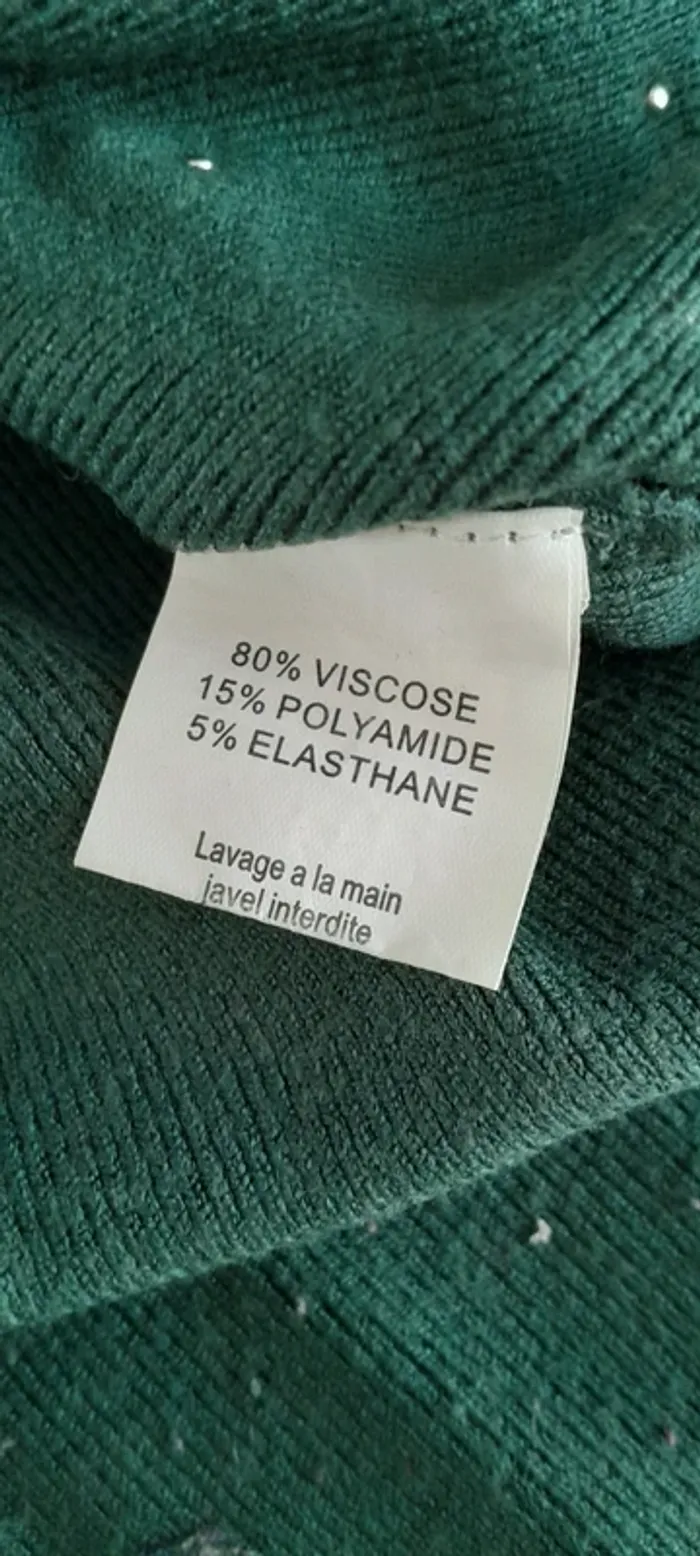 80% VISCOSE
15% POLYAMIDE
5% ELASTHANE
Lavage a la main
javel interdite